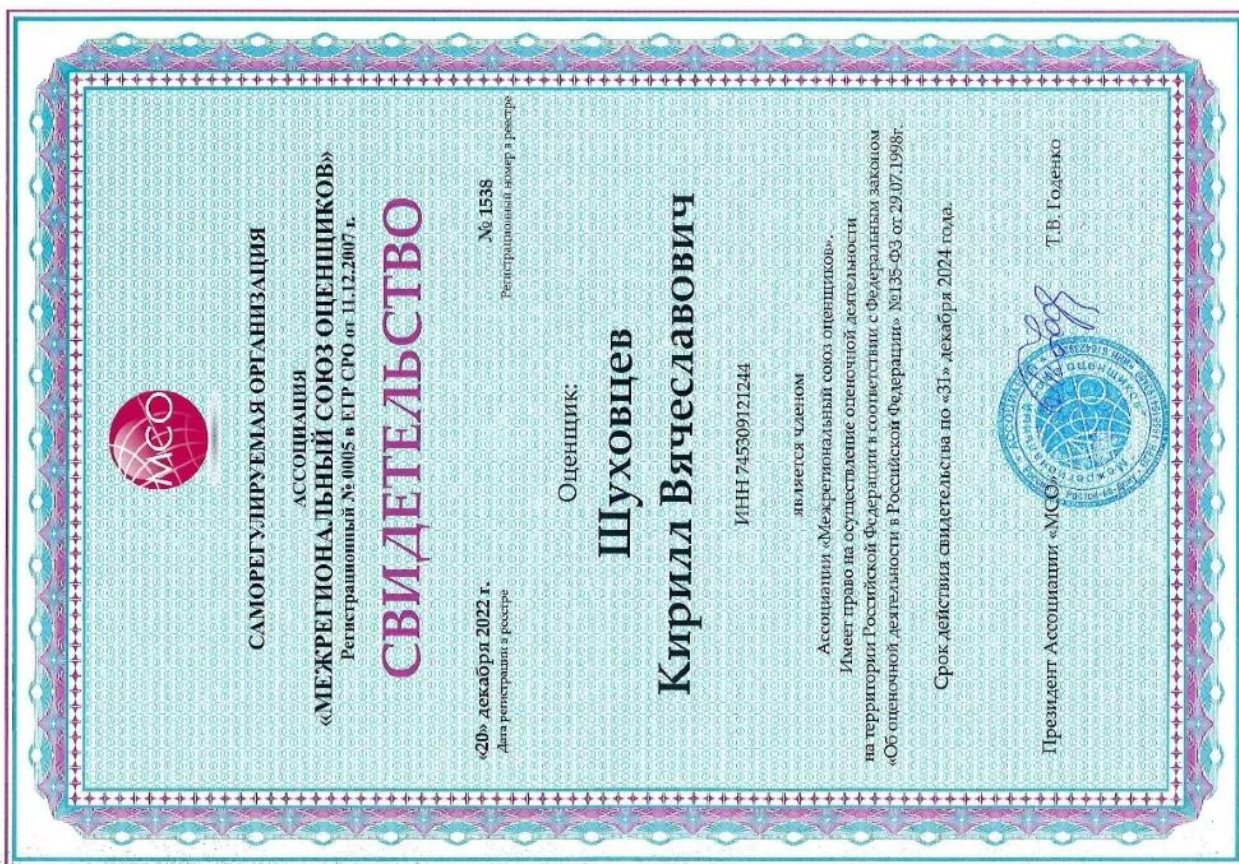 МСО
САМОРЕГУЛИРУЕМАЯ ОРГАНИЗАЦИЯ
АССОЦИАЦИЯ
«МЕЖРЕГИОНАЛЬНЫЙ СОЮЗ ОЦЕНЩИКОВ»
Регистрационный № 0005 в ЕГР СРО от 11.12.2007 г.
СВИДЕТЕЛЬСТВО
«20» декабря 2022 г. № 1538
Дата регистрации в реестре Регистрационный номер в реестре
Оценщик:
Шуховцев
Кирилл Вячеславович
ИНН 745309121244
является членом
Ассоциации «Межрегиональный союз оценщиков».
Имеет право на осуществление оценочной деятельности
на территории Российской Федерации в соответствии с Федеральным законом
«Об оценочной деятельности в Российской Федерации» №135-ФЗ от 29.07.1998г.
Срок действия свидетельства по «31» декабря 2024 года.
Президент Ассоциации «МСО» Т.В. Годенко